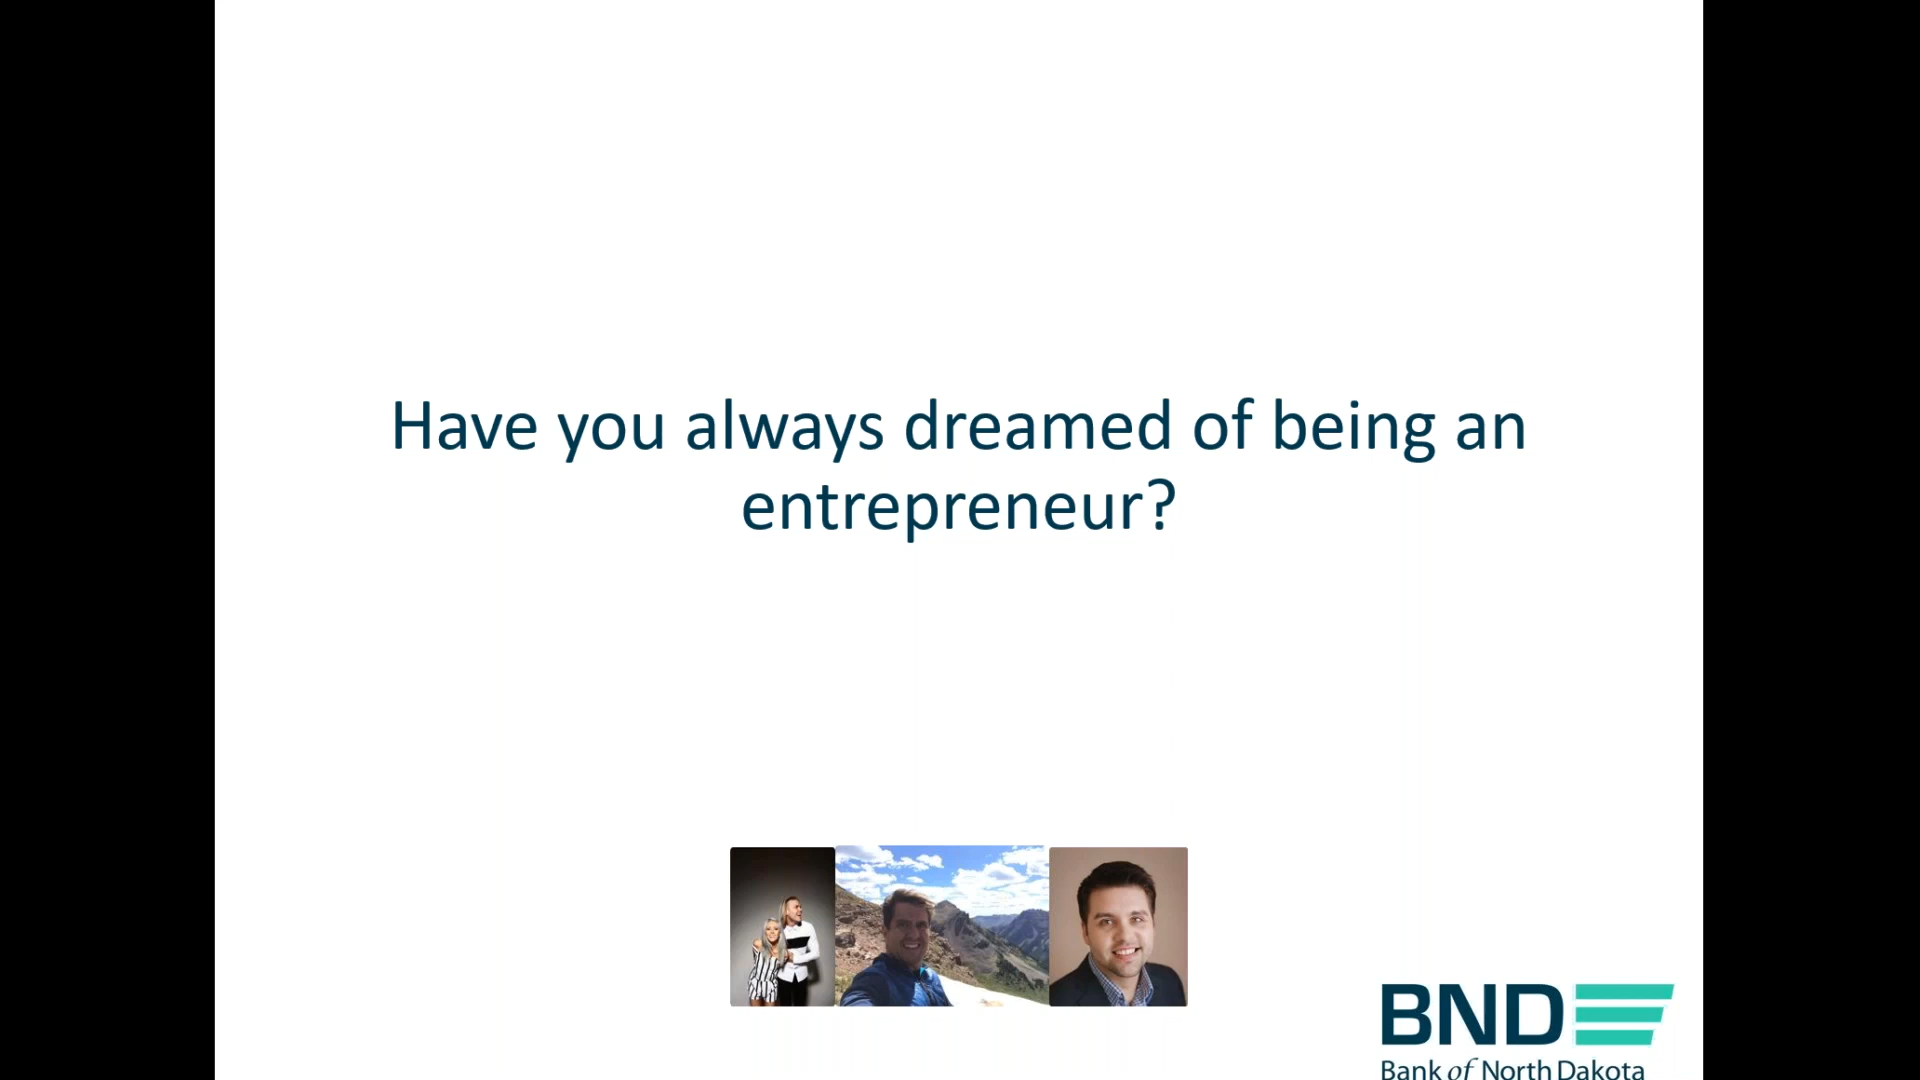 Have you always dreamed of being an
entrepreneur?
BND
Bank of North Dakota